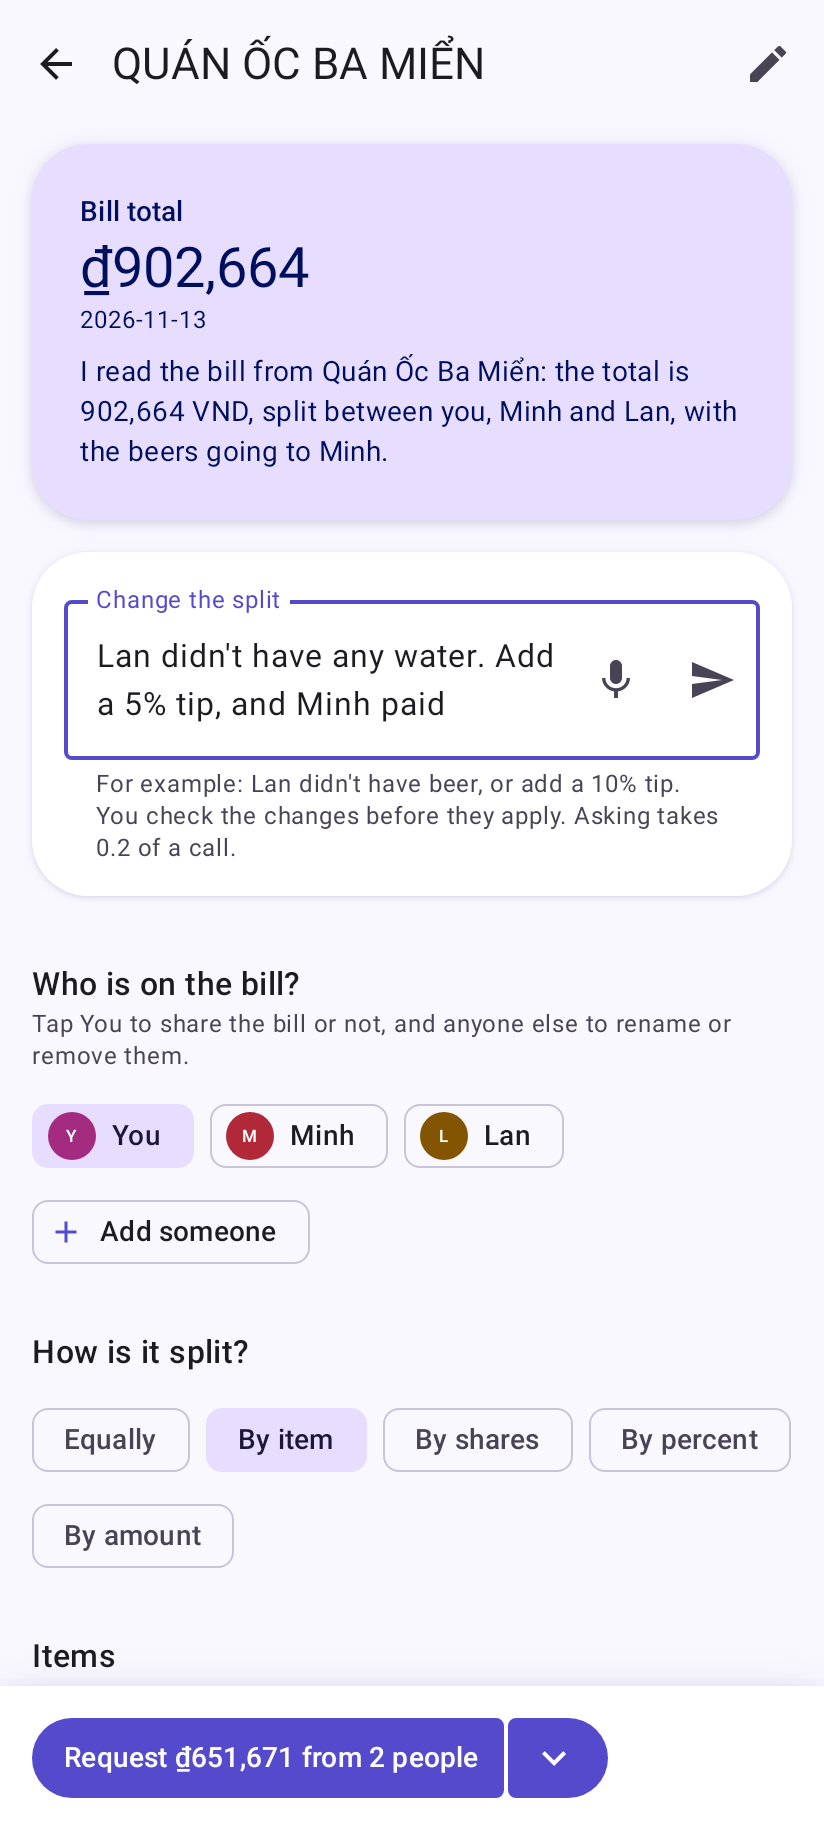 QUÁN ỐC BA MIỂN
Bill total
₫902,664
2026-11-13
I read the bill from Quán Ốc Ba Miển: the total is
902,664 VND, split between you, Minh and Lan, with
the beers going to Minh.
Change the split
Lan didn't have any water. Add
a 5% tip, and Minh paid
For example: Lan didn't have beer, or add a 10% tip.
You check the changes before they apply. Asking takes
0.2 of a call.
Who is on the bill?
Tap You to share the bill or not, and anyone else to rename or
remove them.
Y You M Minh L Lan
Add someone
How is it split?
Equally By item By shares By percent
By amount
Items
Request ₫651,671 from 2 people